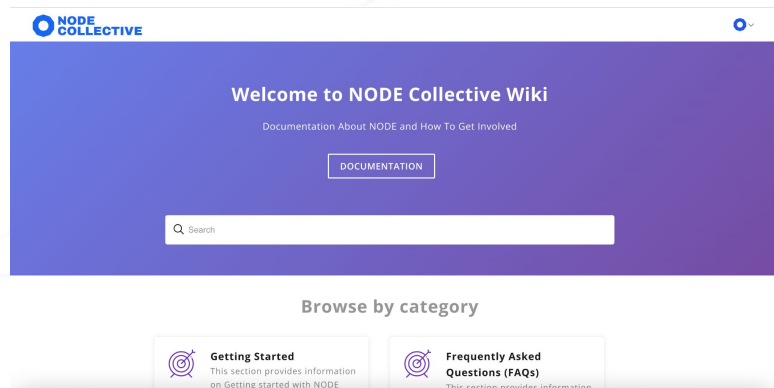 NODE
COLLECTIVE
Welcome to NODE Collective Wiki
Documentation About NODE and How To Get Involved
DOCUMENTATION
Search
Browse by category
Getting Started
This section provides information
on Getting started with NODE
Frequently Asked
Questions (FAQs)
This section provides information